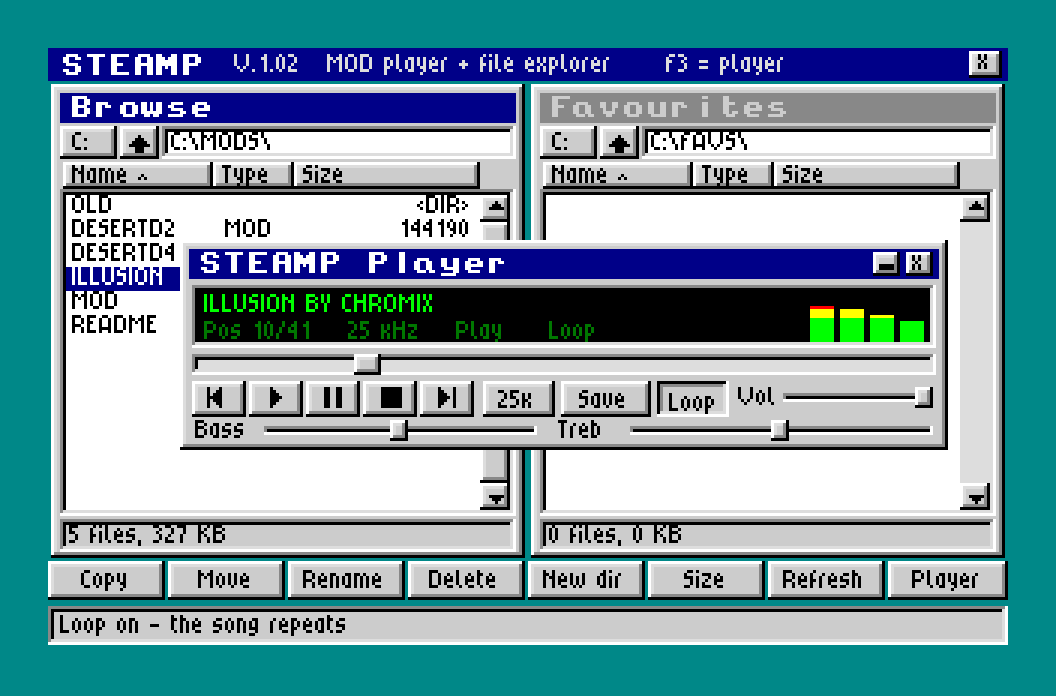 STEAMP V.1.02 MOD player + file explorer f3 = player X
Browse
C: C:\MODS\
Name ^ Type Size
OLD <DIR>
DESERTD2 MOD 144190
DESERTD4
ILLUSION
MOD
README
5 files, 327 KB
Favourites
C: C:\FAVS\
Name ^ Type Size
0 files, 0 KB
STEAMP Player X
ILLUSION BY CHROMIX
Pos 10/41 25 kHz Play Loop
25k Save Loop Vol
Bass Treb
Copy Move Rename Delete New dir Size Refresh Player
Loop on - the song repeats